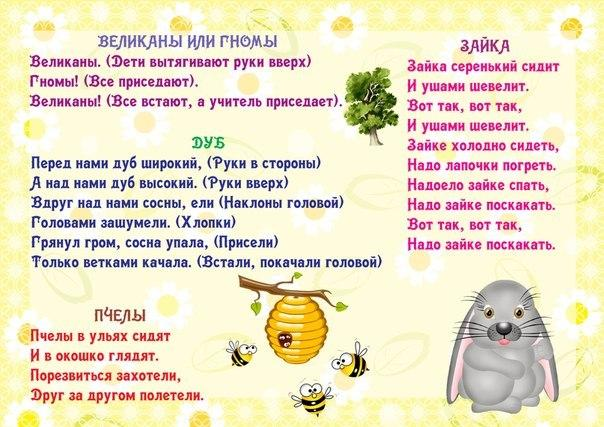 ВЕЛИКАНЫ ИЛИ ГНОМЫ
Великаны. (Дети вытягивают руки вверх)
Гномы! (Все приседают).
Великаны! (Все встают, а учитель приседает).
ДУБ
Перед нами дуб широкий, (Руки в стороны)
А над нами дуб высокий. (Руки вверх)
Вдруг над нами сосны, ели (Наклоны головой)
Головами зашумели. (Хлопки)
Грянул гром, сосна упала, (Присели)
Только ветками качала. (Встали, покачали головой)
ПЧЕЛЫ
Пчелы в ульях сидят
И в окошко глядят.
Порезвиться захотели,
Друг за другом полетели.
ЗАЙКА
Зайка серенький сидит
И ушами шевелит.
Вот так, вот так,
И ушами шевелит.
Зайке холодно сидеть,
Надо лапочки погреть.
Надоело зайке спать,
Надо зайке поскакать.
Вот так, вот так,
Надо зайке поскакать.